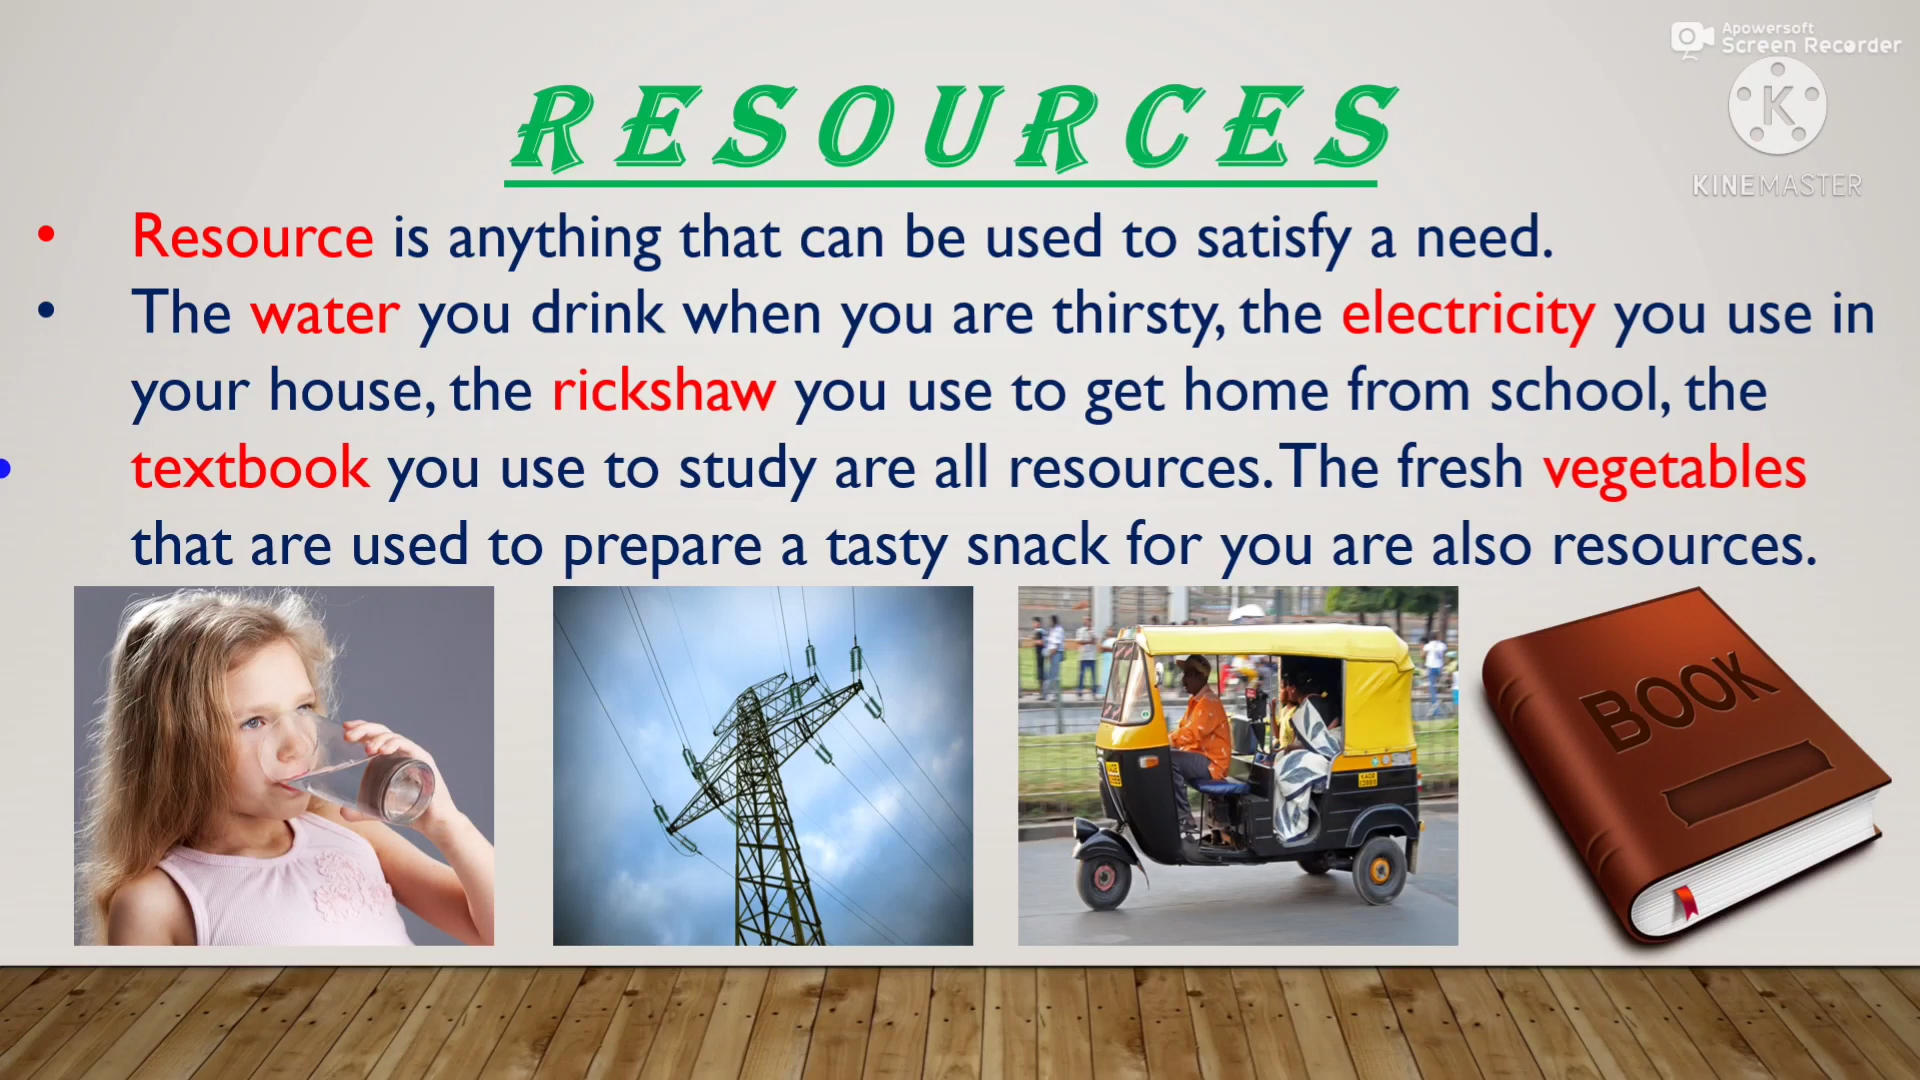 Apowersoft
Screen Recorder
K
KINEMASTER
RESOURCES
• Resource is anything that can be used to satisfy a need.
• The water you drink when you are thirsty, the electricity you use in
your house, the rickshaw you use to get home from school, the
textbook you use to study are all resources. The fresh vegetables
that are used to prepare a tasty snack for you are also resources.
BOOK